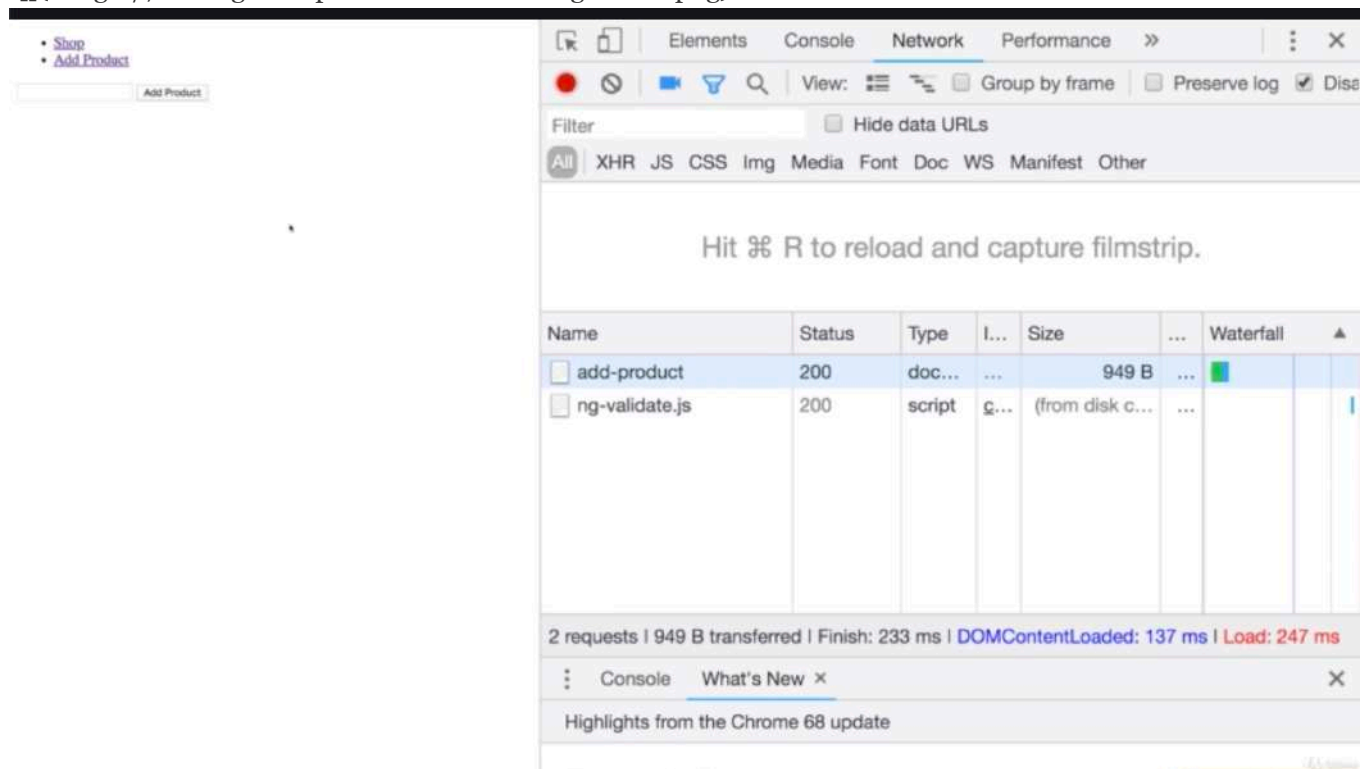 Shop
Add Product
Add Product
Elements Console Network Performance »
View: Group by frame Preserve log Disa
Filter Hide data URLs
All XHR JS CSS Img Media Font Doc WS Manifest Other
Hit ⌘ R to reload and capture filmstrip.
Name Status Type I... Size ... Waterfall
add-product 200 doc... ... 949 B ...
ng-validate.js 200 script c... (from disk c... ...
2 requests | 949 B transferred | Finish: 233 ms | DOMContentLoaded: 137 ms | Load: 247 ms
Console What's New ×
Highlights from the Chrome 68 update